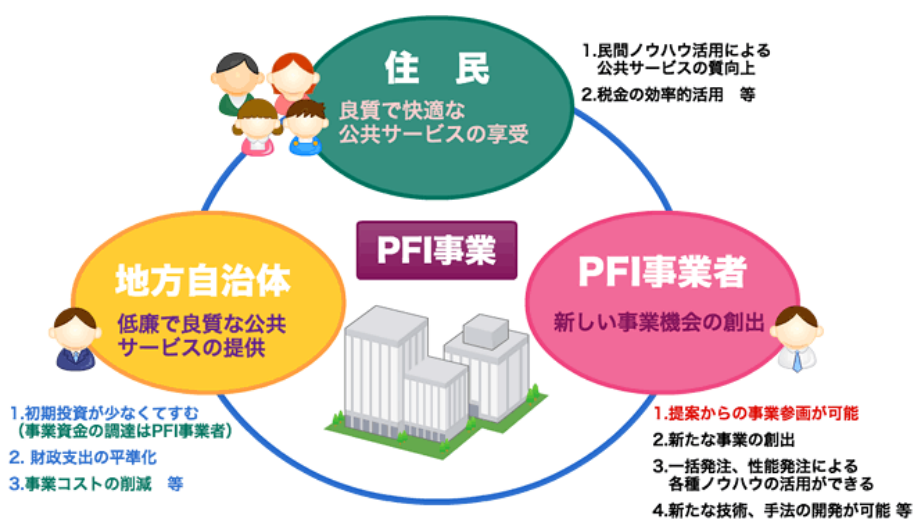 住　民
良質で快適な
公共サービスの享受
1.民間ノウハウ活用による
公共サービスの質向上
2.税金の効率的活用　等
PFI事業
地方自治体
低廉で良質な公共
サービスの提供
1.初期投資が少なくてすむ
（事業資金の調達はPFI事業者）
2. 財政支出の平準化
3.事業コストの削減　等
PFI事業者
新しい事業機会の創出
1.提案からの事業参画が可能
2.新たな事業の創出
3.一括発注、性能発注による
各種ノウハウの活用ができる
4.新たな技術、手法の開発が可能 等